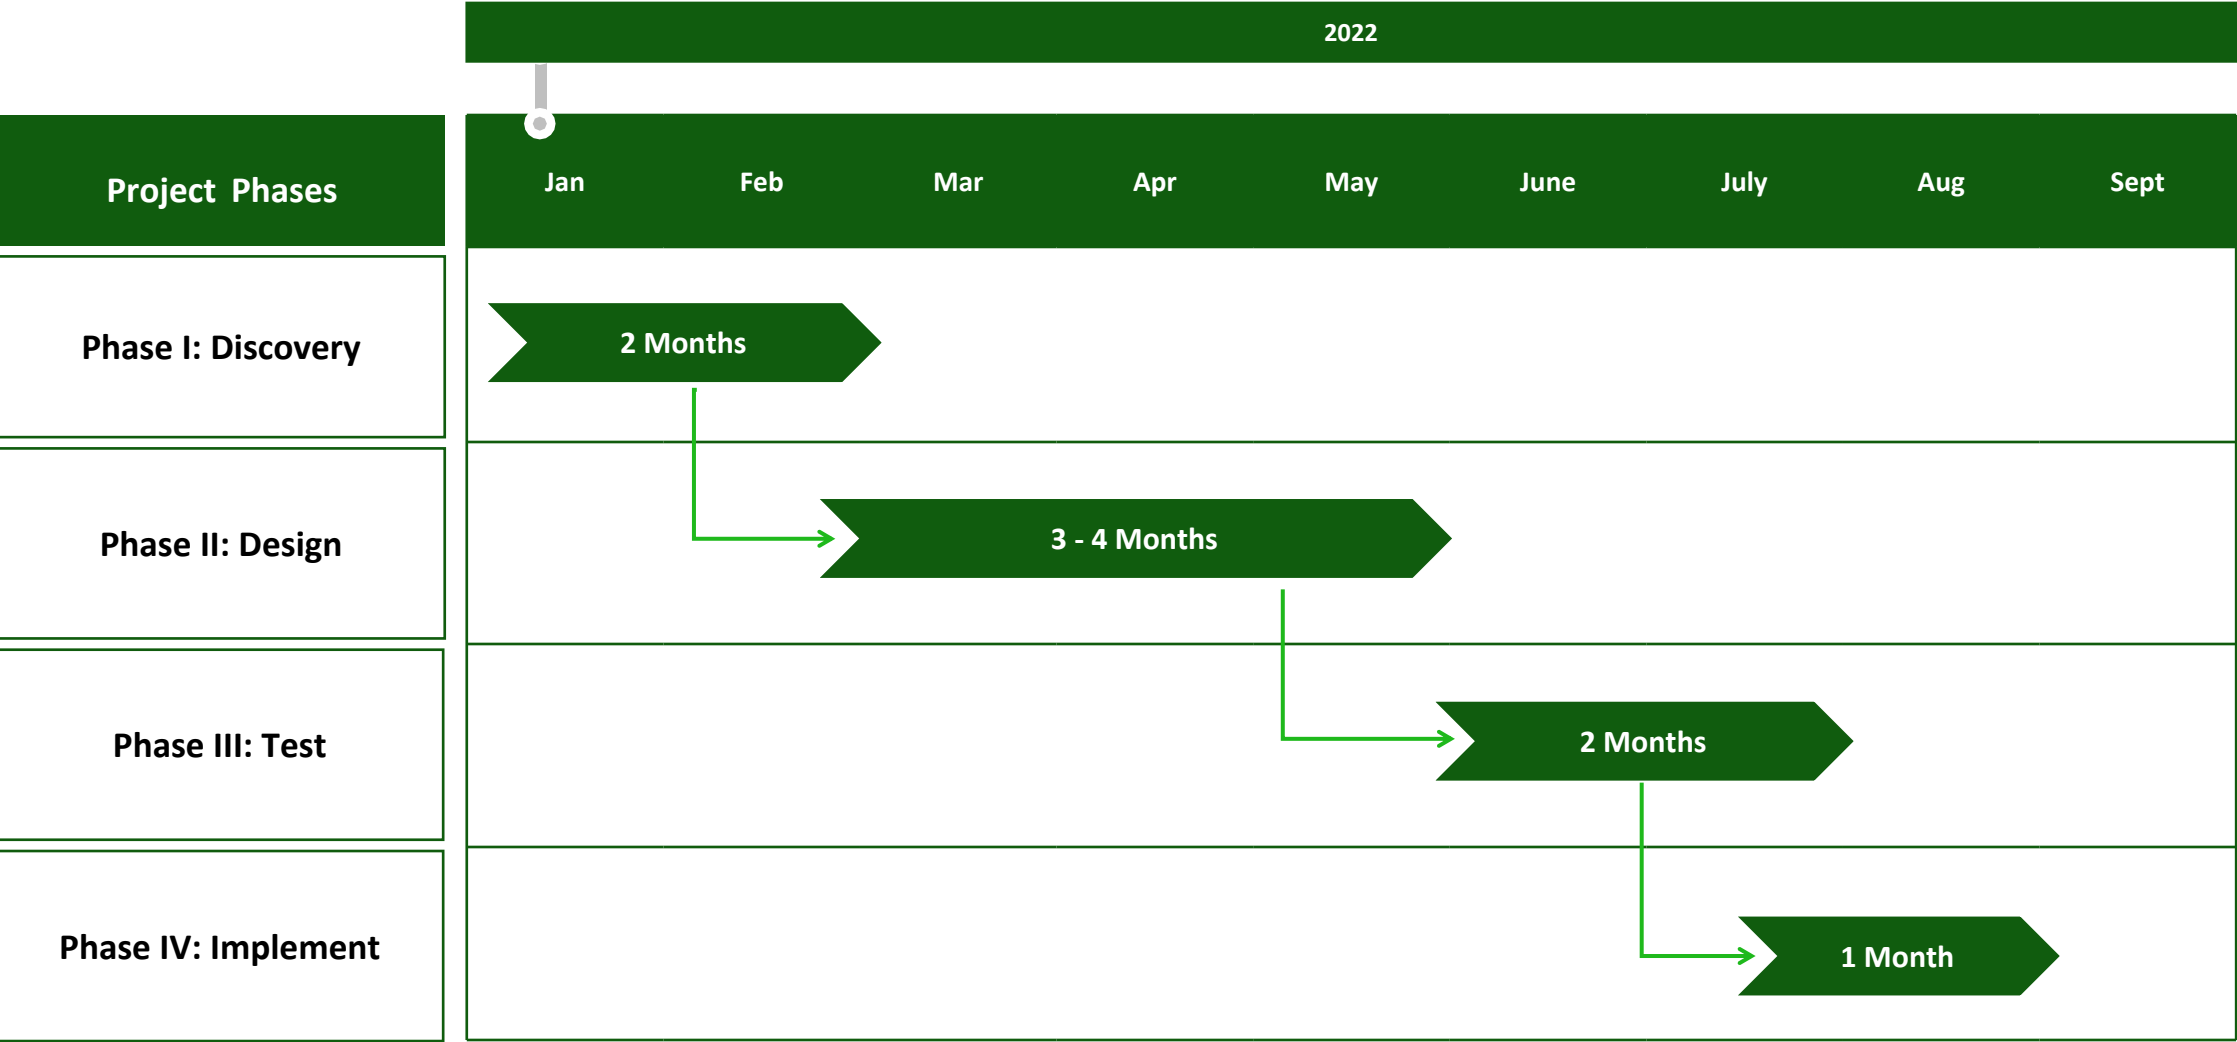 2022
Project Phases
Jan Feb Mar Apr May June July Aug Sept
Phase I: Discovery
2 Months
Phase II: Design
3 - 4 Months
Phase III: Test
2 Months
Phase IV: Implement
1 Month